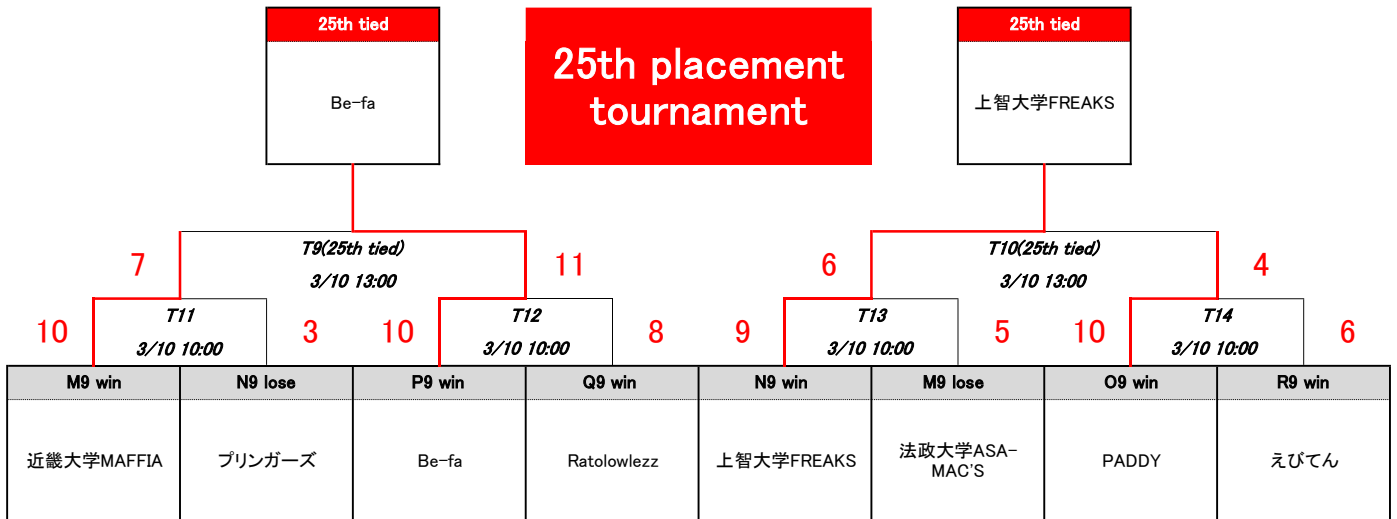 25th tied
25th placement
tournament
25th tied
Be-fa
上智大学FREAKS
7
T9(25th tied)
3/10 13:00
11
6
T10(25th tied)
3/10 13:00
4
10
T11
3/10 10:00
3
10
T12
3/10 10:00
8
9
T13
3/10 10:00
5
10
T14
3/10 10:00
6
M9 win
N9 lose
P9 win
Q9 win
N9 win
M9 lose
O9 win
R9 win
近畿大学MAFFIA
プリンガーズ
Be-fa
Ratolowlezz
上智大学FREAKS
法政大学ASA-
MAC'S
PADDY
えびてん